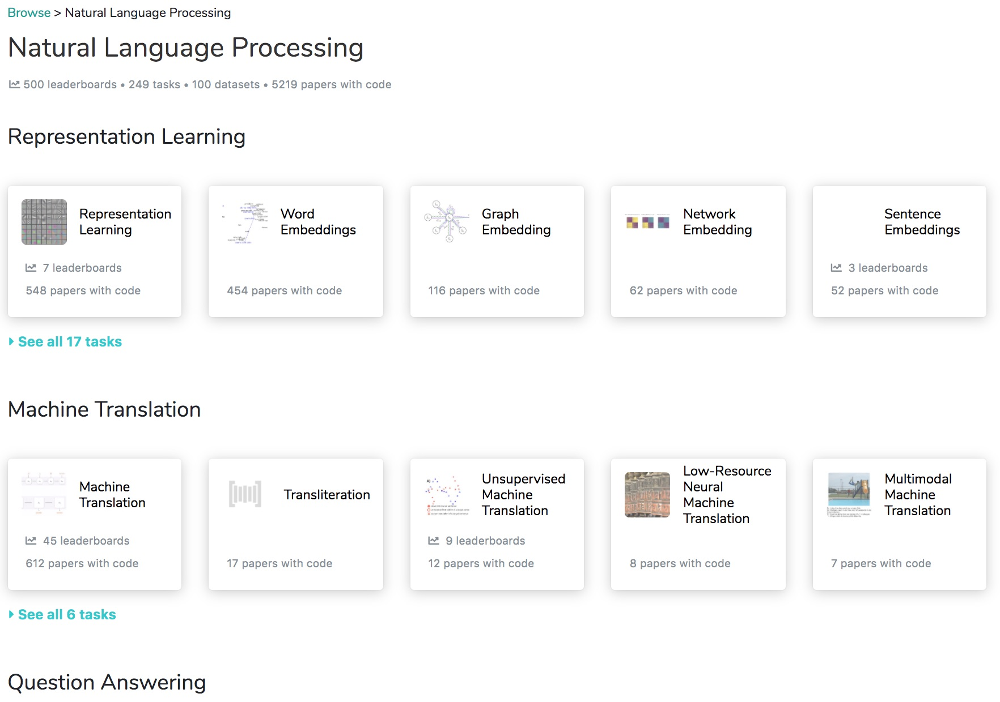 Browse > Natural Language Processing
Natural Language Processing
500 leaderboards • 249 tasks • 100 datasets • 5219 papers with code
Representation Learning
Representation
Learning
7 leaderboards
548 papers with code
Word
Embeddings
454 papers with code
Graph
Embedding
116 papers with code
Network
Embedding
62 papers with code
Sentence
Embeddings
3 leaderboards
52 papers with code
See all 17 tasks
Machine Translation
Machine
Translation
45 leaderboards
612 papers with code
Transliteration
17 papers with code
Unsupervised
Machine
Translation
9 leaderboards
12 papers with code
Low-Resource
Neural
Machine
Translation
8 papers with code
Multimodal
Machine
Translation
7 papers with code
See all 6 tasks
Question Answering